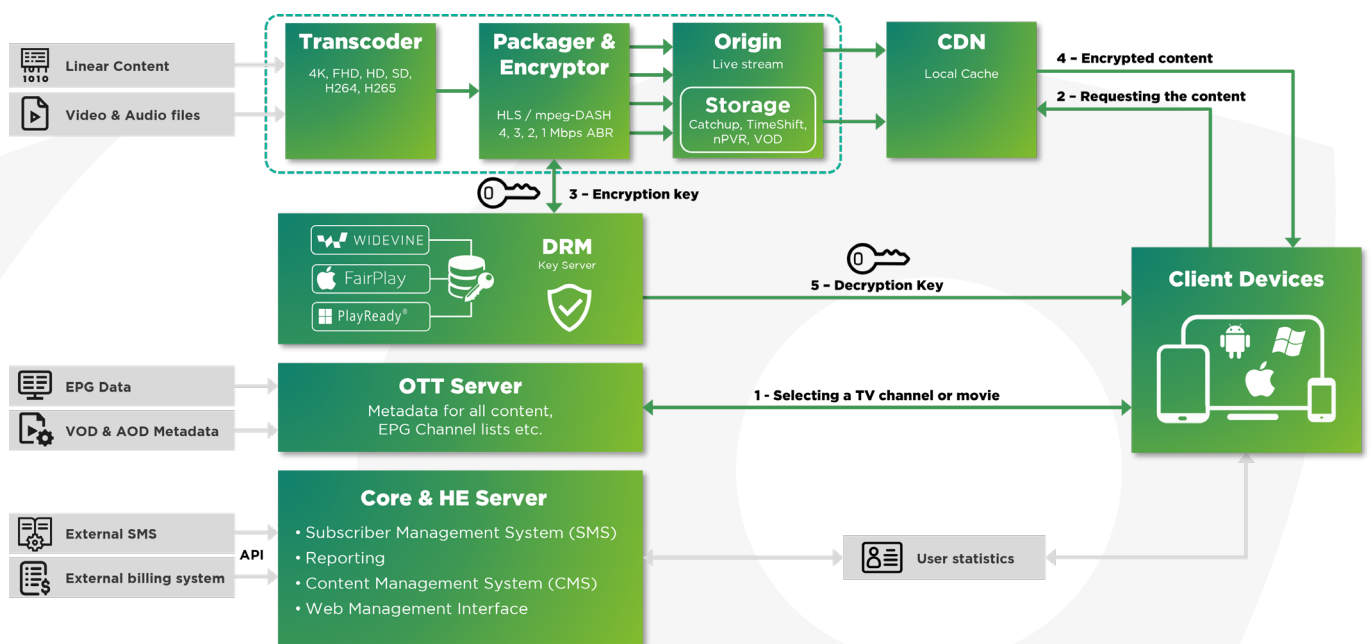 Linear Content
Video & Audio files
Transcoder
4K, FHD, HD, SD,
H264, H265
Packager &
Encryptor
HLS / mpeg-DASH
4, 3, 2, 1 Mbps ABR
Origin
Live stream
Storage
Catchup, TimeShift,
nPVR, VOD
CDN
Local Cache
4 – Encrypted content
2 – Requesting the content
3 – Encryption key
WIDEVINE
FairPlay
PlayReady®
DRM
Key Server
5 – Decryption Key
Client Devices
EPG Data
VOD & AOD Metadata
OTT Server
Metadata for all content,
EPG Channel lists etc.
1 - Selecting a TV channel or movie
External SMS
External billing system
API
Core & HE Server
• Subscriber Management System (SMS)
• Reporting
• Content Management System (CMS)
• Web Management Interface
User statistics
1010